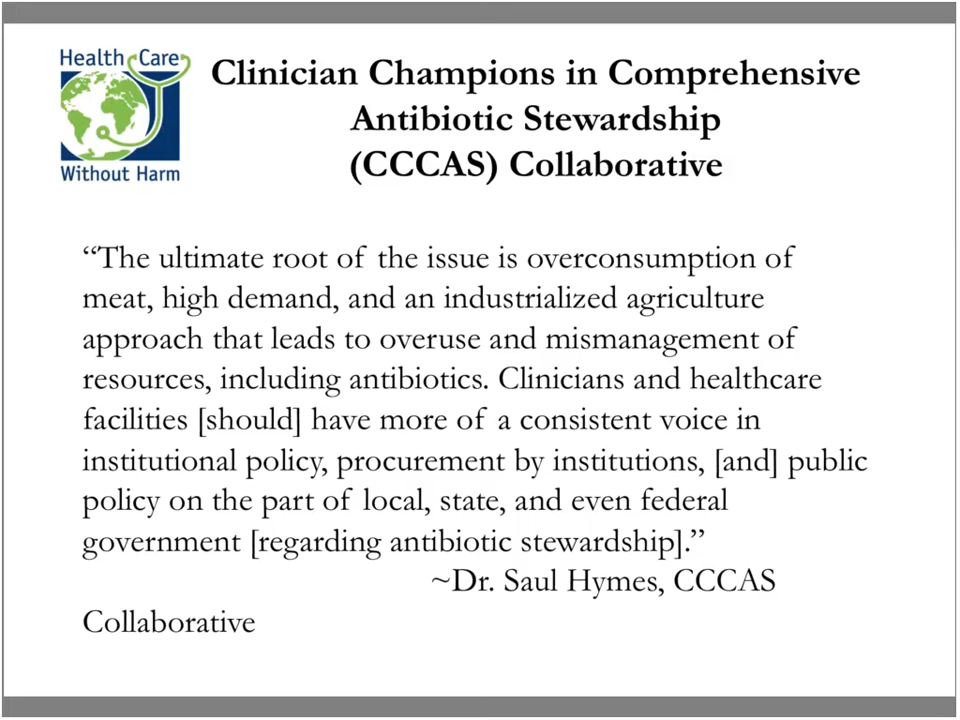 Health Care
Without Harm
Clinician Champions in Comprehensive
Antibiotic Stewardship
(CCCAS) Collaborative
“The ultimate root of the issue is overconsumption of
meat, high demand, and an industrialized agriculture
approach that leads to overuse and mismanagement of
resources, including antibiotics. Clinicians and healthcare
facilities [should] have more of a consistent voice in
institutional policy, procurement by institutions, [and] public
policy on the part of local, state, and even federal
government [regarding antibiotic stewardship].”
~Dr. Saul Hymes, CCCAS
Collaborative